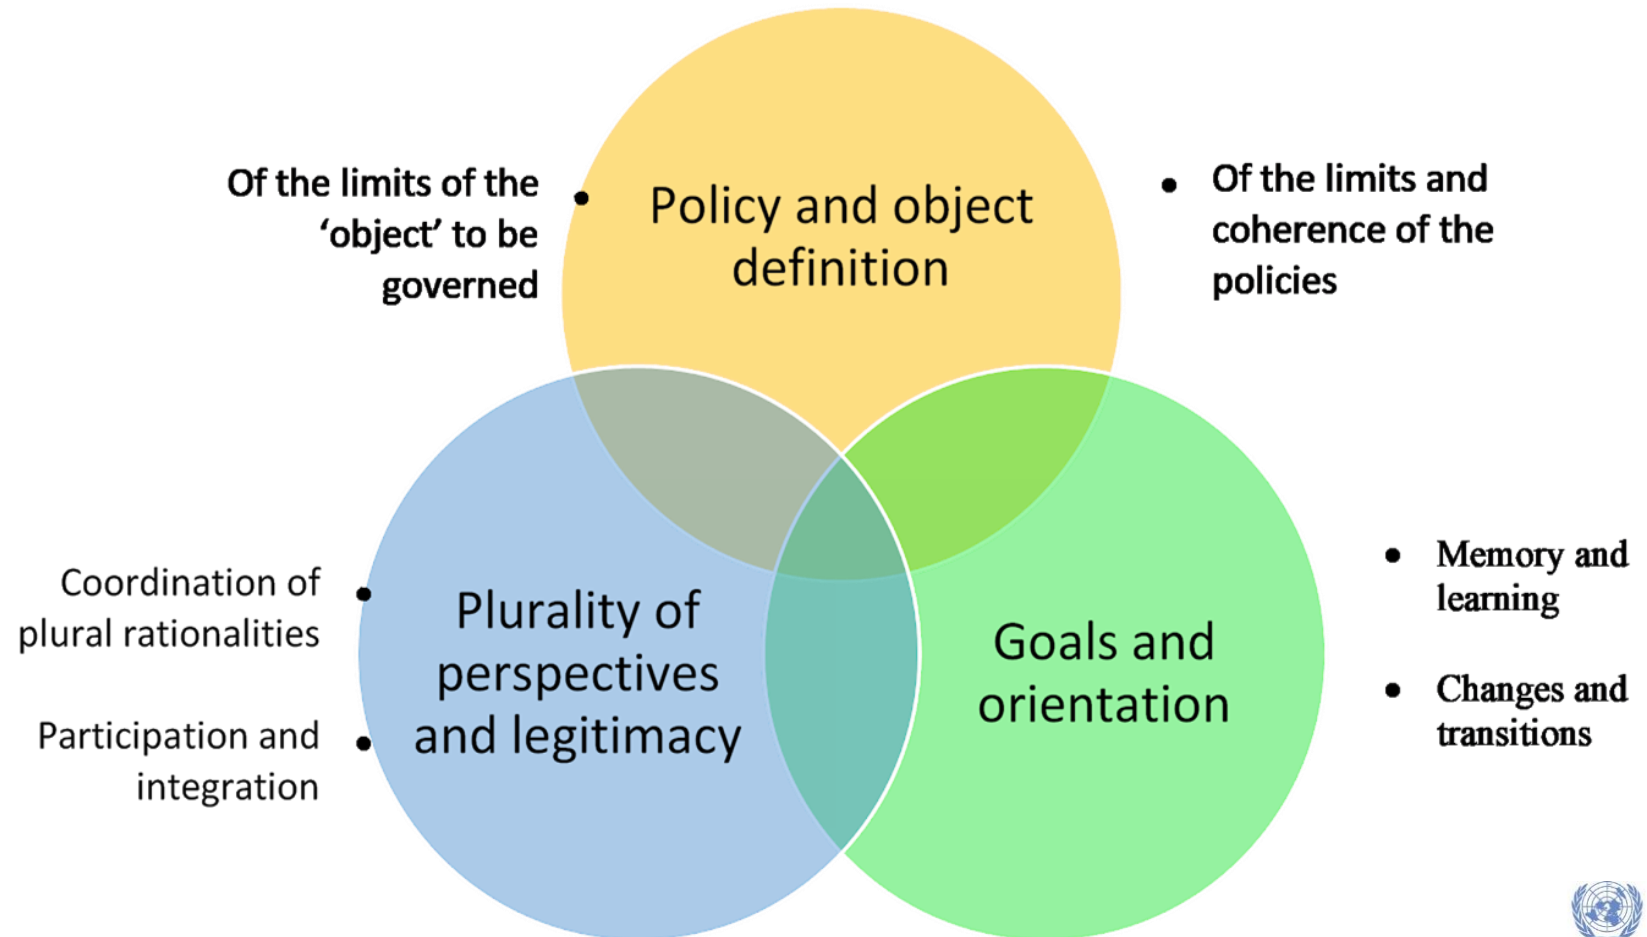 Of the limits of the
‘object’ to be
governed
Policy and object
definition
• Of the limits and
coherence of the
policies
Coordination of
plural rationalities
Participation and
integration
Plurality of
perspectives
and legitimacy
Goals and
orientation
• Memory and
learning
• Changes and
transitions